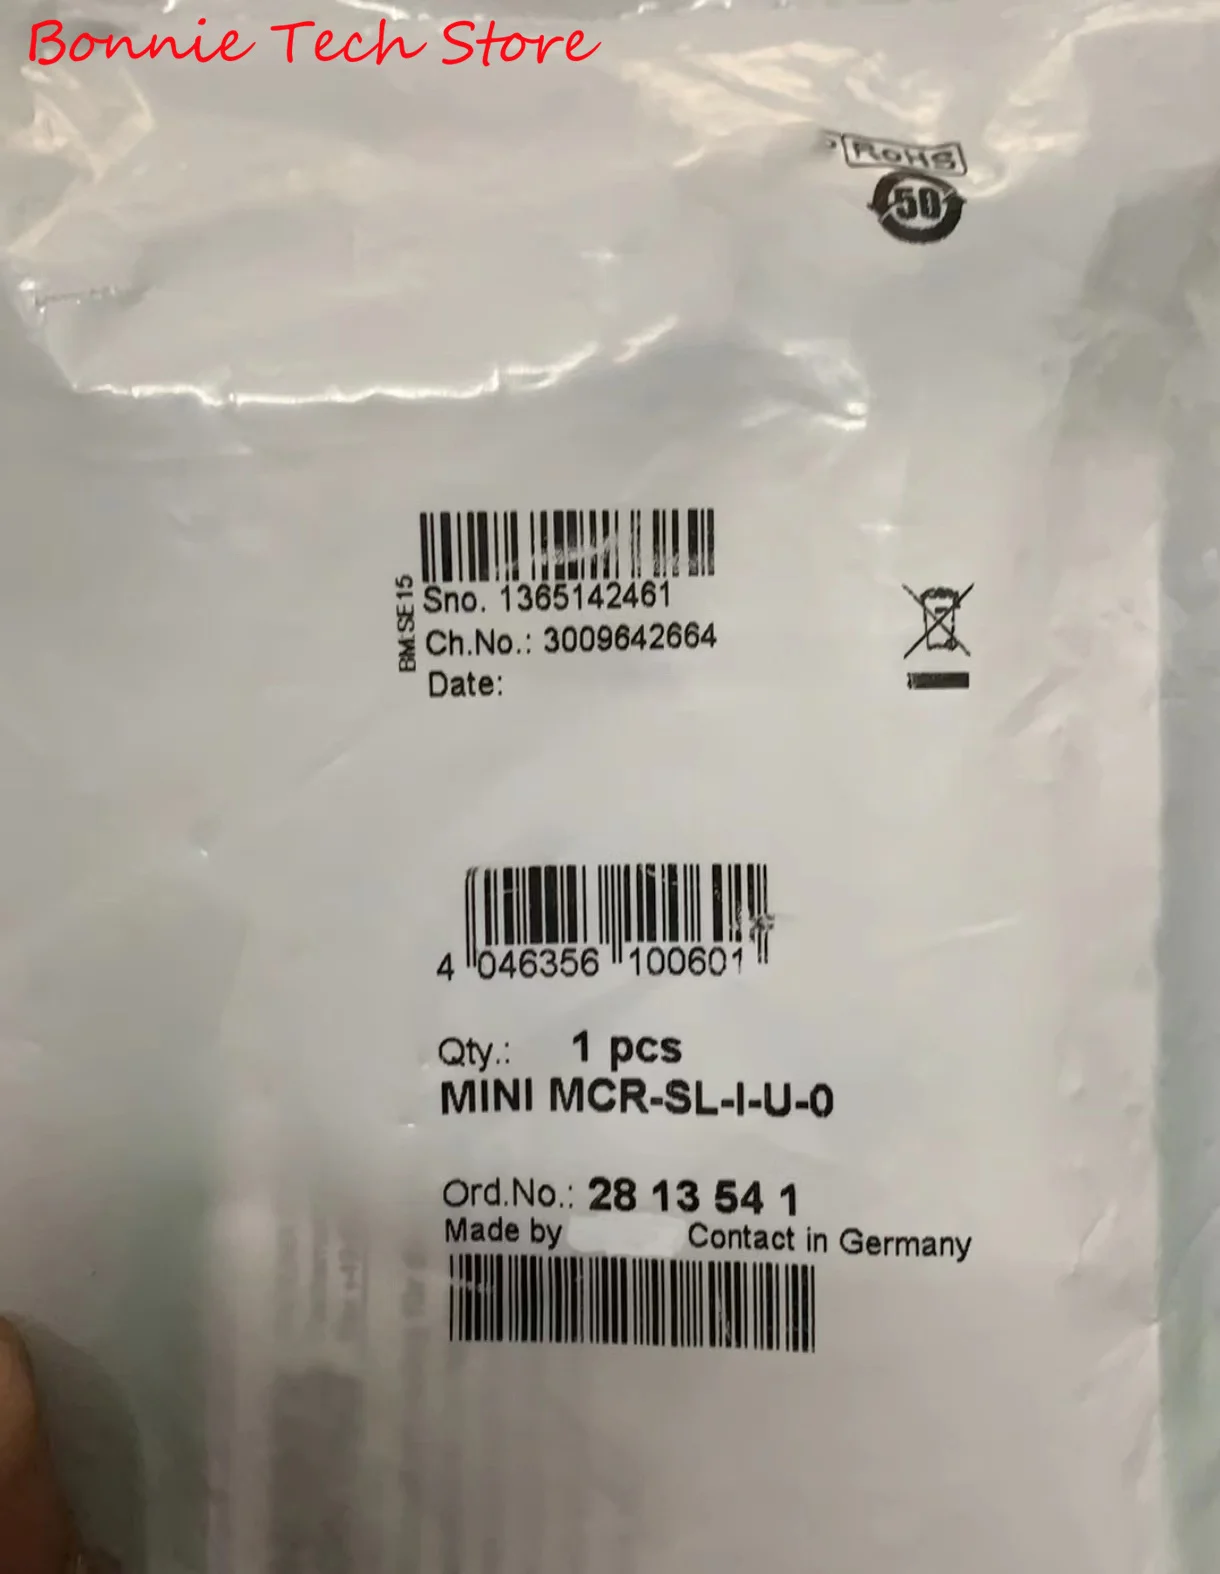 Bonnie Tech Store
RoHS
50
BM:SE15
Sno. 1365142461
Ch.No.: 3009642664
Date:
4 046356 100601
Qty.: 1 pcs
MINI MCR-SL-I-U-0
Ord.No.: 28 13 54 1
Made by Contact in Germany